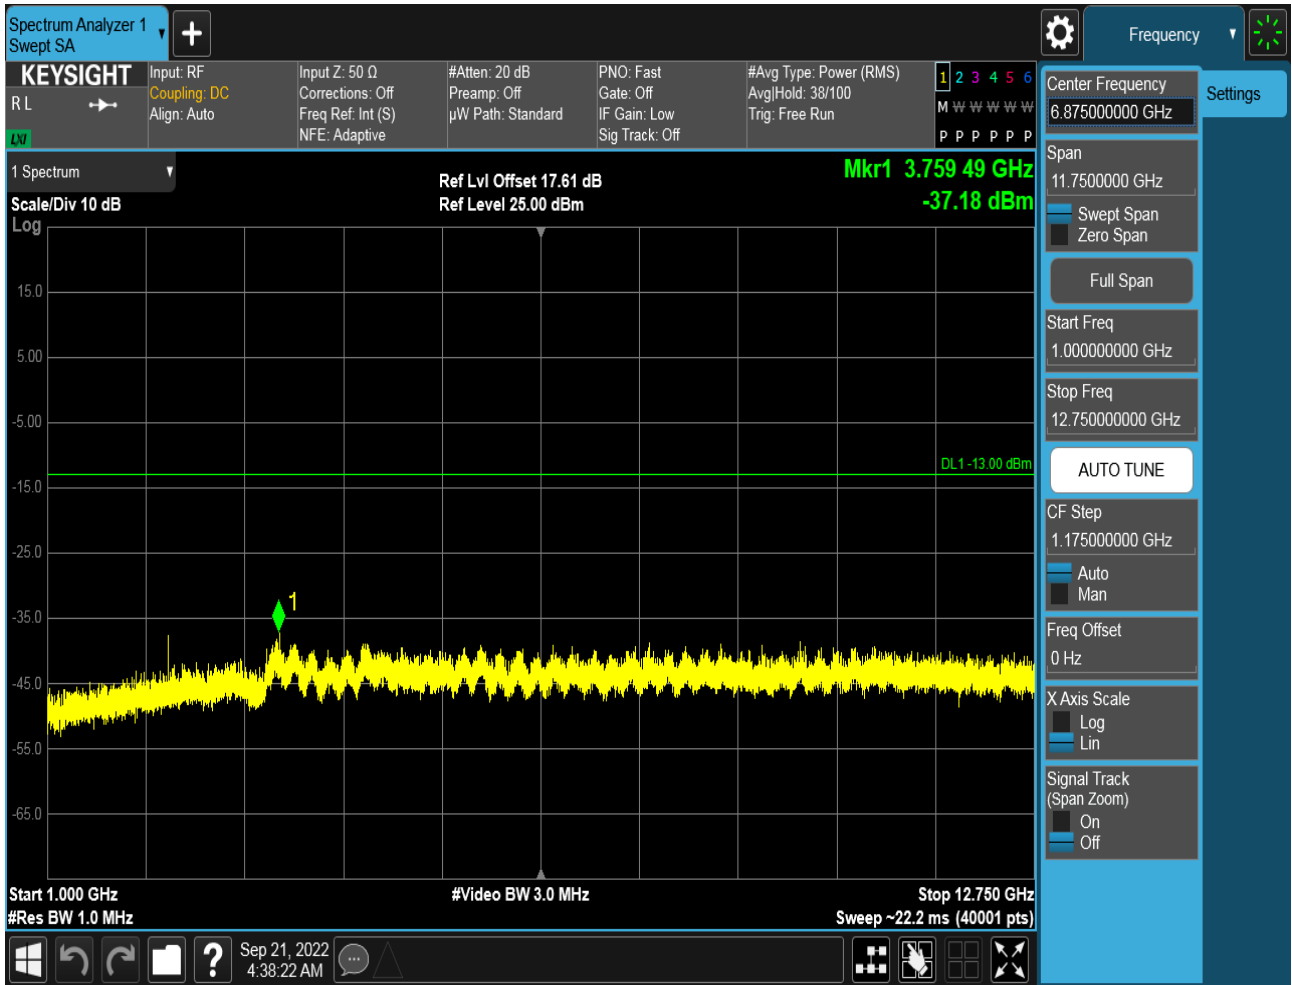 Spectrum Analyzer 1
Swept SA
Frequency
KEYSIGHT
R L
LXI
Input: RF
Coupling: DC
Align: Auto
Input Z: 50 Ω
Corrections: Off
Freq Ref: Int (S)
NFE: Adaptive
#Atten: 20 dB
Preamp: Off
µW Path: Standard
PNO: Fast
Gate: Off
IF Gain: Low
Sig Track: Off
#Avg Type: Power (RMS)
Avg|Hold: 38/100
Trig: Free Run
1 2 3 4 5 6
M W W W W W
P P P P P P
1 Spectrum
Scale/Div 10 dB
Log
Ref Lvl Offset 17.61 dB
Ref Level 25.00 dBm
Mkr1 3.759 49 GHz
-37.18 dBm
15.0
5.00
-5.00
-15.0
-25.0
-35.0
-45.0
-55.0
-65.0
DL1 -13.00 dBm
1
Start 1.000 GHz
#Res BW 1.0 MHz
#Video BW 3.0 MHz
Stop 12.750 GHz
Sweep ~22.2 ms (40001 pts)
Center Frequency
6.875000000 GHz
Settings
Span
11.7500000 GHz
Swept Span
Zero Span
Full Span
Start Freq
1.000000000 GHz
Stop Freq
12.750000000 GHz
AUTO TUNE
CF Step
1.175000000 GHz
Auto
Man
Freq Offset
0 Hz
X Axis Scale
Log
Lin
Signal Track
(Span Zoom)
On
Off
?
Sep 21, 2022
4:38:22 AM